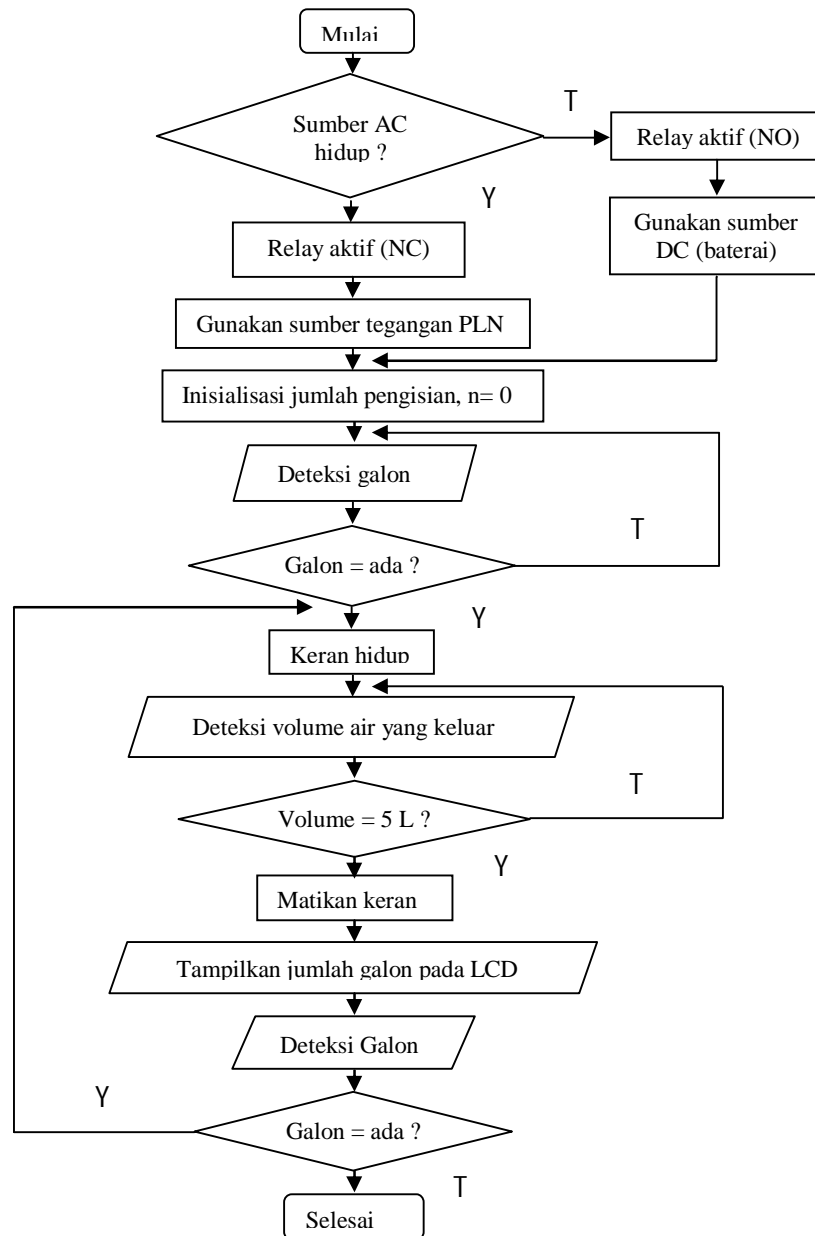 Mulai
Sumber AC
hidup ?
T
Relay aktif (NO)
Y
Gunakan sumber
DC (baterai)
Relay aktif (NC)
Gunakan sumber tegangan PLN
Inisialisasi jumlah pengisian, n= 0
Deteksi galon
T
Galon = ada ?
Y
Keran hidup
Deteksi volume air yang keluar
T
Volume = 5 L ?
Y
Matikan keran
Tampilkan jumlah galon pada LCD
Deteksi Galon
Y
Galon = ada ?
T
Selesai